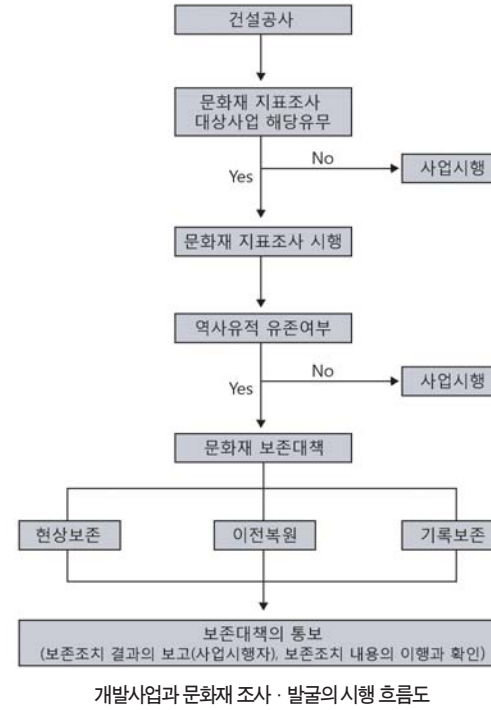 건설공사
문화재 지표조사
대상사업 해당유무
No
Yes
사업시행
문화재 지표조사 시행
역사유적 유존여부
No
Yes
사업시행
문화재 보존대책
현상보존
이전복원
기록보존
보존대책의 통보
(보존조치 결과의 보고(사업시행자), 보존조치 내용의 이행과 확인)
개발사업과 문화재 조사 · 발굴의 시행 흐름도